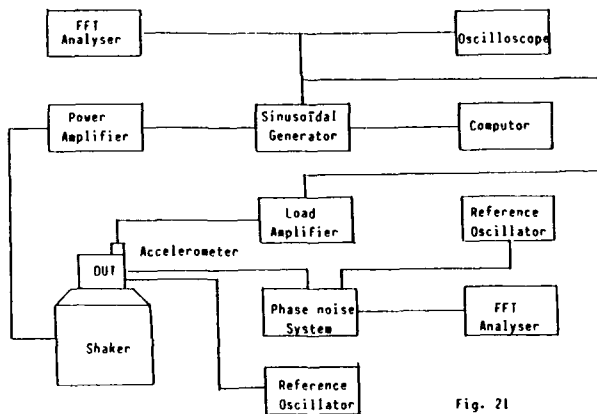 FFT
Analyser
Oscilloscope
Power
Amplifier
Sinusoïdal
Generator
Computor
Load
Amplifier
Reference
Oscillator
Accelerometer
DUT
Phase noise
System
FFT
Analyser
Shaker
Reference
Oscillator
Fig. 21